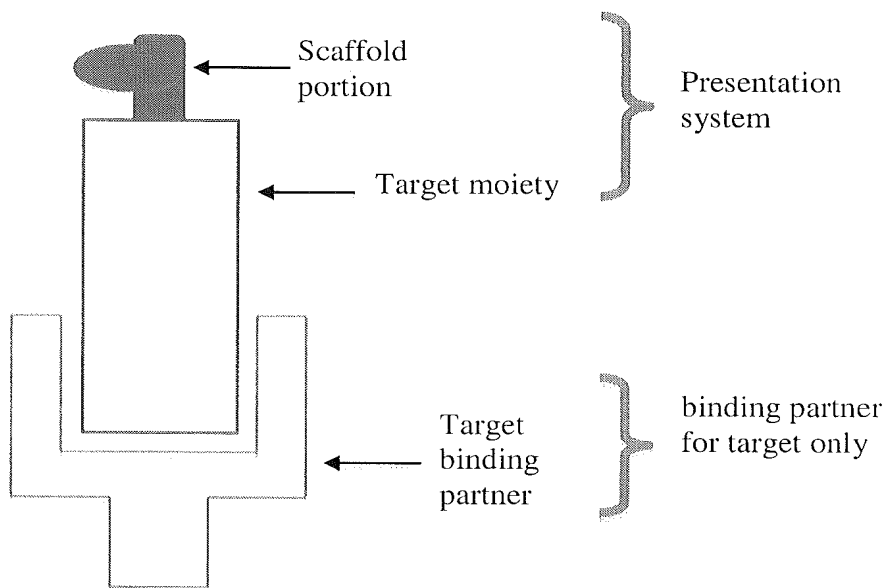 Scaffold
portion
Presentation
system
Target moiety
Target
binding
partner
binding partner
for target only